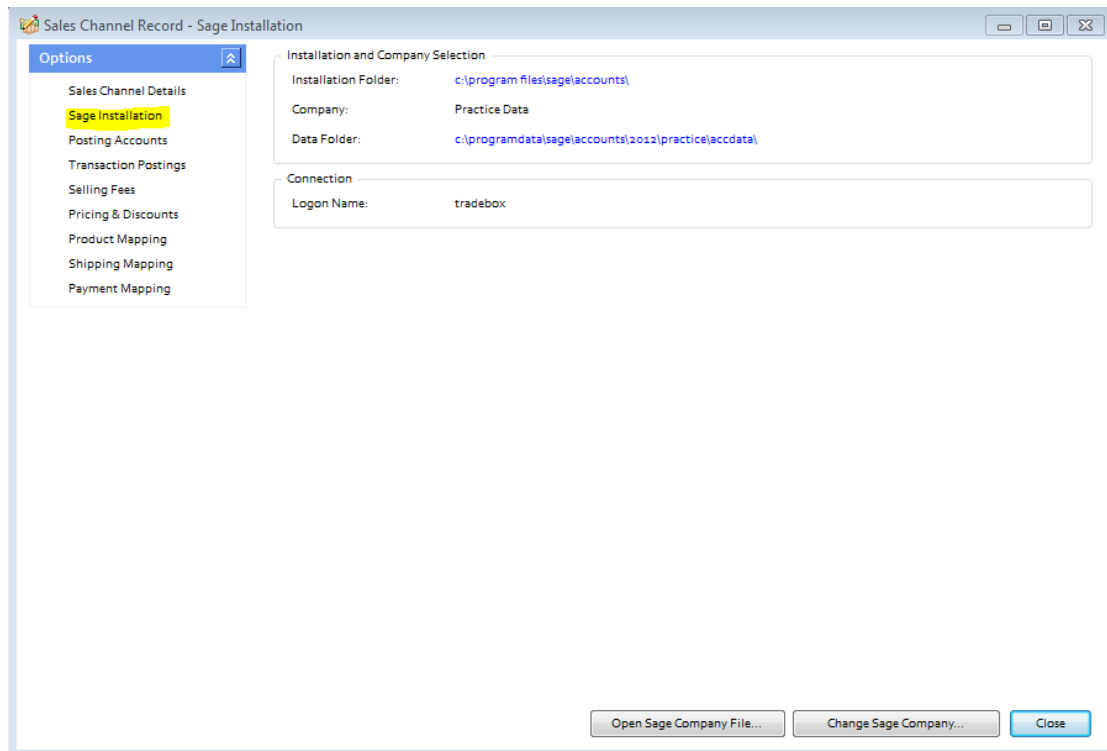 Sales Channel Record - Sage Installation
Options
Sales Channel Details
Sage Installation
Posting Accounts
Transaction Postings
Selling Fees
Pricing & Discounts
Product Mapping
Shipping Mapping
Payment Mapping
Installation and Company Selection
Installation Folder: c:\program files\sage\accounts\
Company: Practice Data
Data Folder: c:\programdata\sage\accounts\2012\practice\accdata\
Connection
Logon Name: tradebox
Open Sage Company File... Change Sage Company... Close